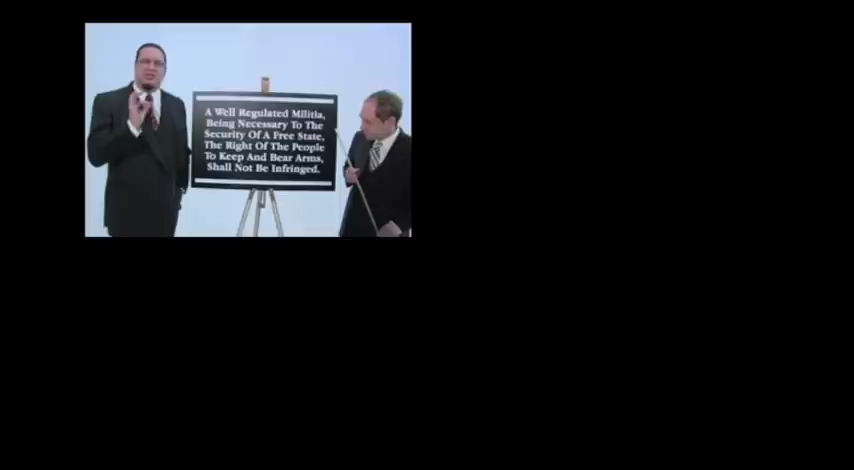 A Well Regulated Militia,
Being Necessary To The
Security Of A Free State,
The Right Of The People
To Keep And Bear Arms,
Shall Not Be Infringed.